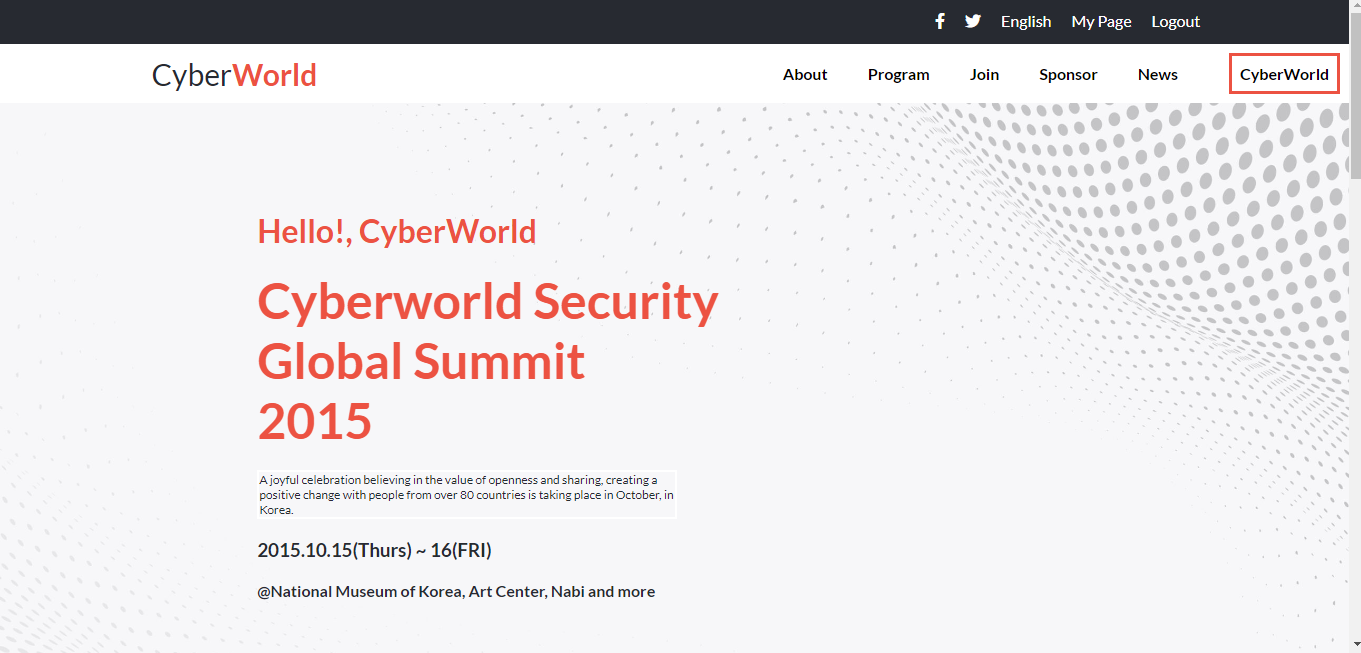 English My Page Logout
CyberWorld
About Program Join Sponsor News CyberWorld
Hello!, CyberWorld
Cyberworld Security
Global Summit
2015
A joyful celebration believing in the value of openness and sharing, creating a
positive change with people from over 80 countries is taking place in October, in
Korea.
2015.10.15(Thurs) ~ 16(FRI)
@National Museum of Korea, Art Center, Nabi and more